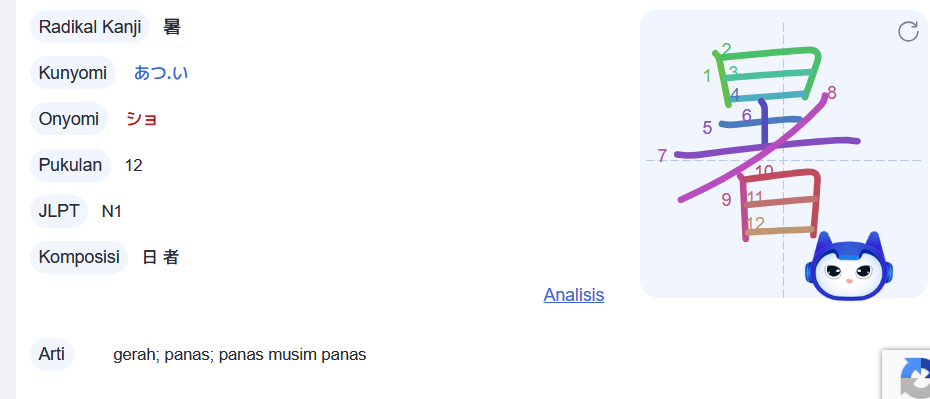 Radikal Kanji 暑
Kunyomi あつ.い
Onyomi ショ
Pukulan 12
JLPT N1
Komposisi 日 者
Analisis
Arti gerah; panas; panas musim panas
1
2
3
4
5
6
7
8
9
10
11
12